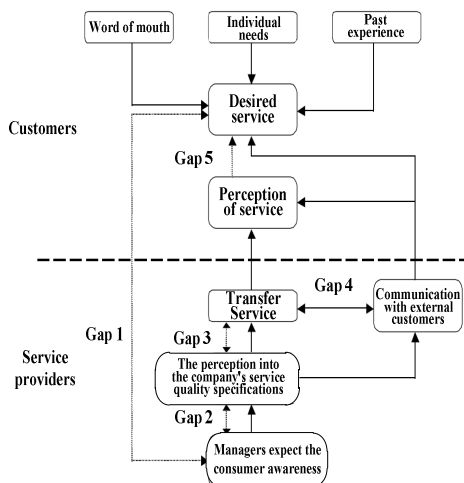 Word of mouth
Individual
needs
Past
experience
Desired
service
Customers
Gap 5
Perception
of service
Gap 4
Transfer
Service
Communication
with external
customers
Gap 1
Gap 3
Service
providers
The perception into
the company's service
quality specifications
Gap 2
Managers expect the
consumer awareness